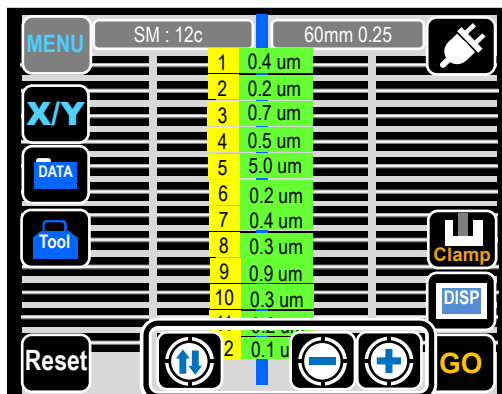 MENU
SM : 12c
60mm 0.25
1 0.4 um
2 0.2 um
X/Y
3 0.7 um
4 0.5 um
DATA
5 5.0 um
6 0.2 um
7 0.4 um
Tool
8 0.3 um
Clamp
9 0.9 um
10 0.3 um
DISP
Reset
2 0.1 u
GO